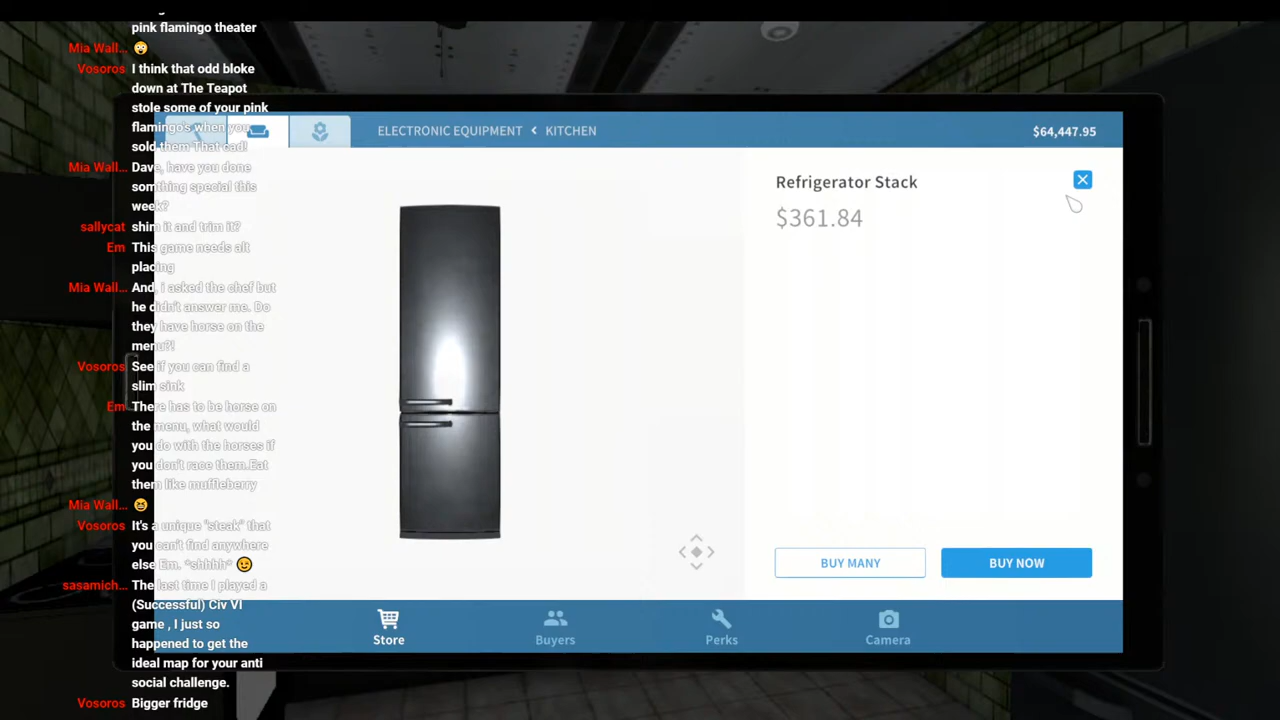 pink flamingo theater
Mia Wall... 😲
Vosoros I think that odd bloke
down at The Teapot
stole some of your pink
flamingo's when you
sold them That cad!
Mia Wall... Dave, have you done
somthing special this
week?
sallycat shim it and trim it?
Em This game needs alt
placing
Mia Wall... And, i asked the chef but
he didn't answer me. Do
they have horse on the
menu?!
Vosoros See if you can find a
slim sink
Em There has to be horse on
the menu, what would
you do with the horses if
you don't race them.Eat
them like muffleberry
Mia Wall... 😆
Vosoros It's a unique "steak" that
you can't find anywhere
else Em. *shhhh* 😉
sasamich... The last time I played a
(Successful) Civ VI
game , I just so
happened to get the
ideal map for your anti
social challenge.
Vosoros Bigger fridge
ELECTRONIC EQUIPMENT < KITCHEN
$64,447.95
Refrigerator Stack
$361.84
BUY MANY
BUY NOW
Store
Buyers
Perks
Camera